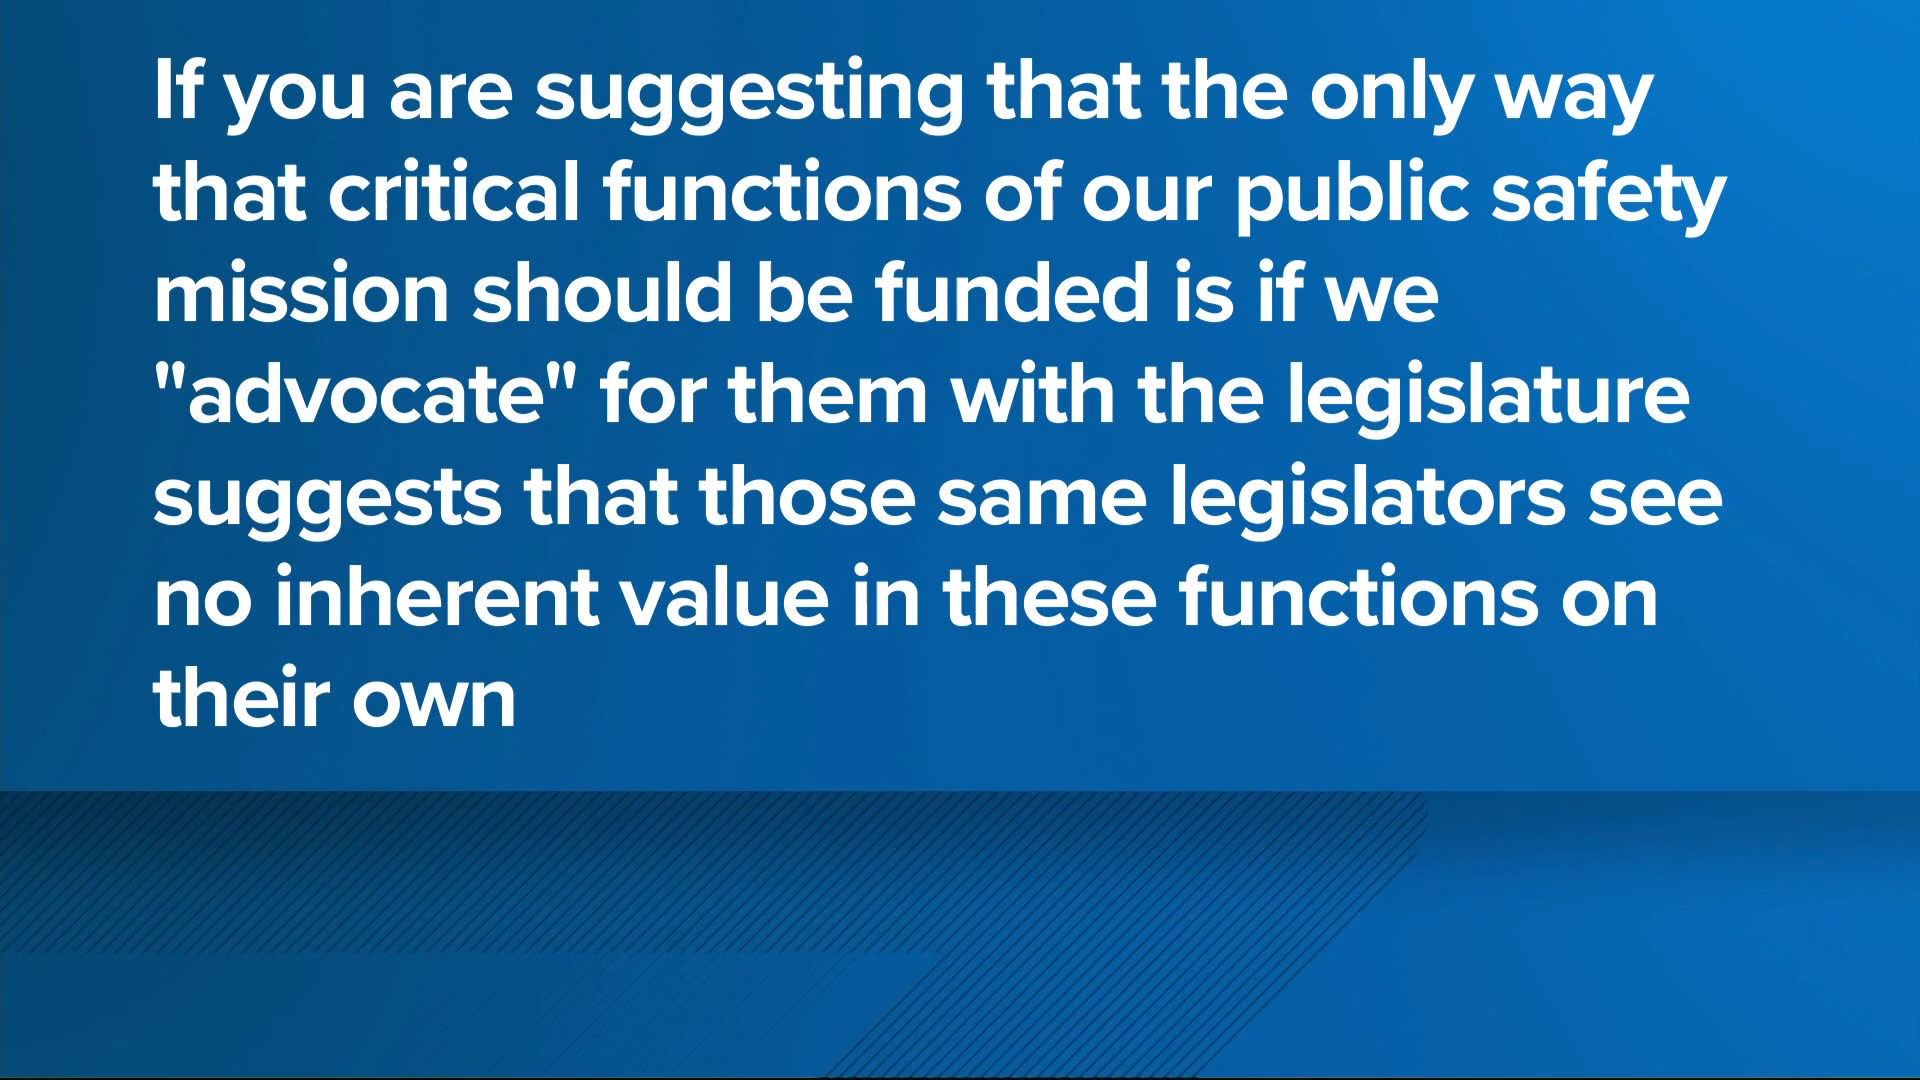 If you are suggesting that the only way
that critical functions of our public safety
mission should be funded is if we
"advocate" for them with the legislature
suggests that those same legislators see
no inherent value in these functions on
their own